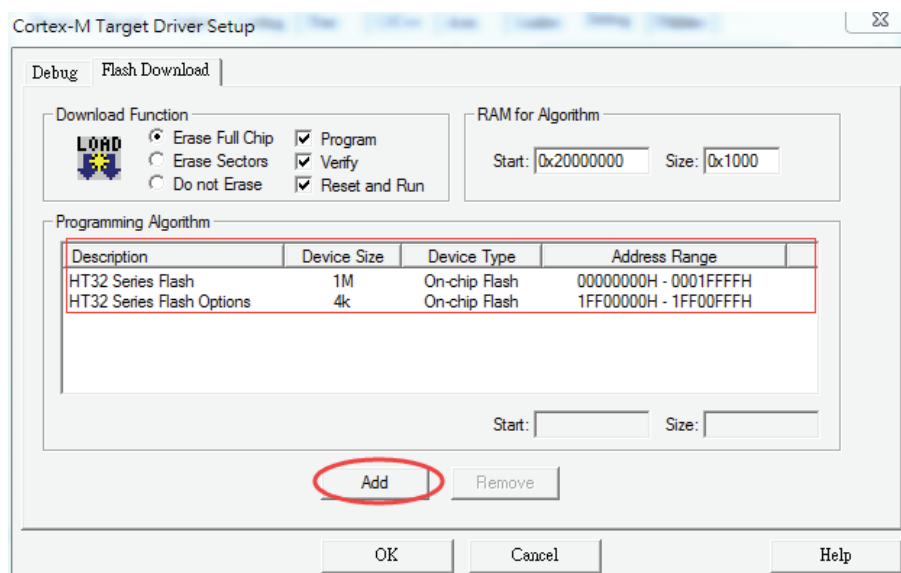 Cortex-M Target Driver Setup
Debug
Flash Download
Download Function
LOAD
Erase Full Chip
Erase Sectors
Do not Erase
Program
Verify
Reset and Run
RAM for Algorithm
Start: 0x20000000 Size: 0x1000
Programming Algorithm
Description Device Size Device Type Address Range
HT32 Series Flash 1M On-chip Flash 00000000H - 0001FFFFH
HT32 Series Flash Options 4k On-chip Flash 1FF00000H - 1FF00FFFH
Start: Size:
Add Remove
OK Cancel Help